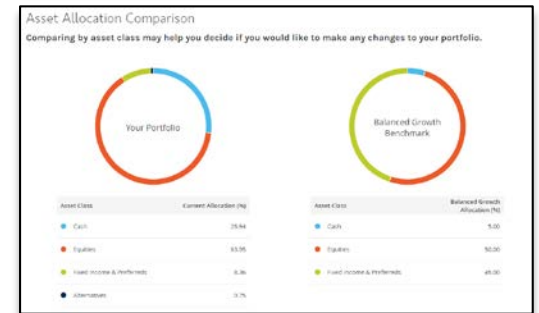 Asset Allocation Comparison
Comparing by asset class may help you decide if you would like to make any changes to your portfolio.
Your Portfolio
Balanced Growth
Benchmark
Asset Class Current Allocation (%)
Cash
Equities
Fixed Income & Preferreds
Alternatives 0.75
Asset Class Balanced Growth
Allocation (%)
Cash 5.00
Equities 50.00
Fixed Income & Preferreds 45.00